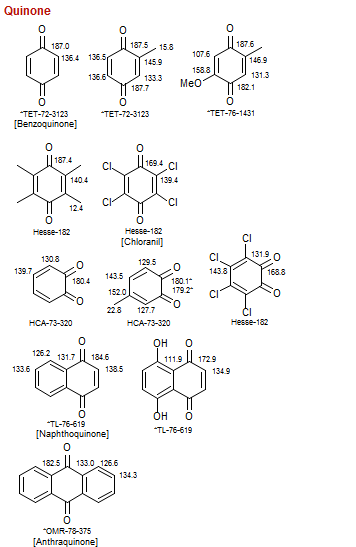 Quinone
O
187.0
136.4
O
*TET-72-3123
[Benzoquinone]
O
187.5
15.8
136.5
145.9
136.6
133.3
187.7
O
*TET-72-3123
O
187.6
107.6
146.9
158.8
131.3
MeO
182.1
O
*TET-76-1431
O
187.4
140.4
12.4
O
Hesse-182
O
169.4
Cl
Cl
139.4
Cl
Cl
O
Hesse-182
[Chloranil]
130.8
139.7
O
180.4
O
HCA-73-320
129.5
143.5
O
180.1*
152.0
179.2*
O
22.8
127.7
HCA-73-320
Cl
131.9
Cl
O
143.8
168.8
Cl
O
Cl
Hesse-182
O
126.2
131.7
184.6
133.6
138.5
O
*TL-76-619
[Naphthoquinone]
OH
O
111.9
172.9
134.9
OH
O
*TL-76-619
O
182.5
133.0
126.6
134.3
O
*OMR-78-375
[Anthraquinone]